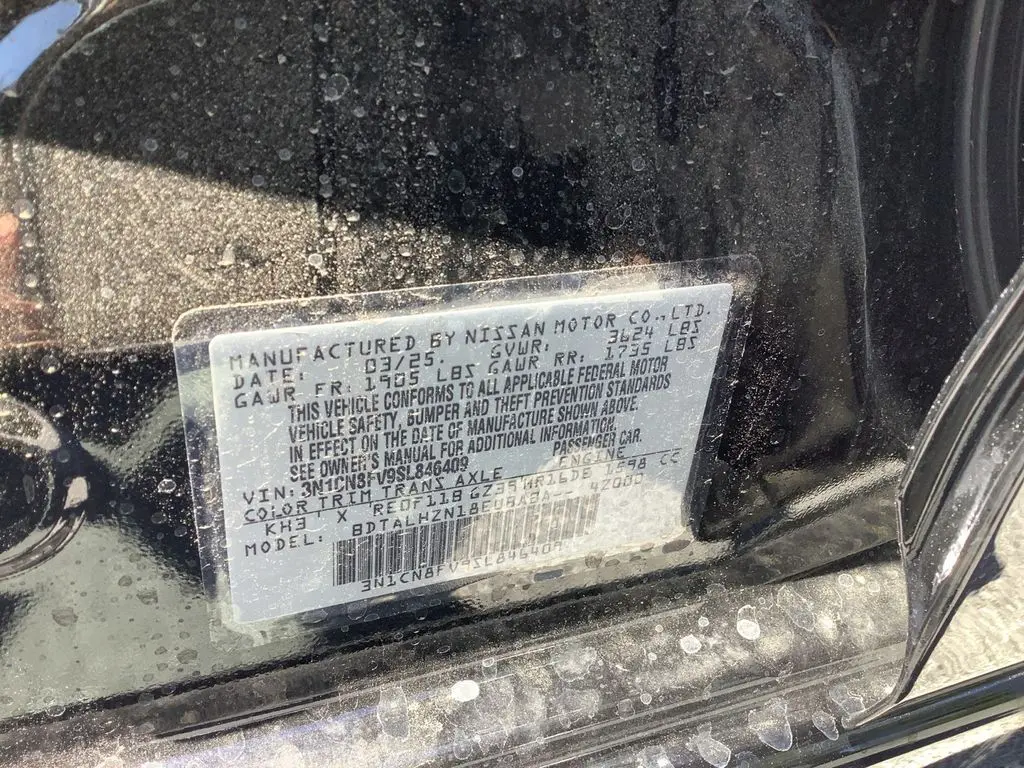 MANUFACTURED BY NISSAN MOTOR CO.,LTD.
DATE: 03/25. GVWR: 3624 LBS
GAWR FR: 1905 LBS GAWR RR: 1735 LBS
THIS VEHICLE CONFORMS TO ALL APPLICABLE FEDERAL MOTOR
VEHICLE SAFETY, BUMPER AND THEFT PREVENTION STANDARDS
IN EFFECT ON THE DATE OF MANUFACTURE SHOWN ABOVE.
SEE OWNER'S MANUAL FOR ADDITIONAL INFORMATION.
VIN: 3N1CN8FV9SL846409 PASSENGER CAR.
COLOR TRIM TRANS AXLE ENGINE
KH3 X RE0F11B GZ39 HR16DE 1598 CC
MODEL: BDTALHZN18EUBA8A-- 42000
3N1CN8FV9SL846409